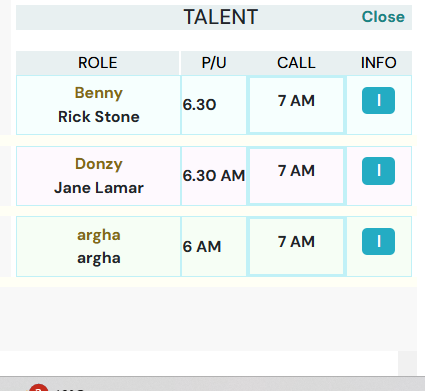 TALENT Close
ROLE P/U CALL INFO
Benny
Rick Stone
6.30 7 AM I
Donzy
Jane Lamar
6.30 AM 7 AM I
argha
argha
6 AM 7 AM I